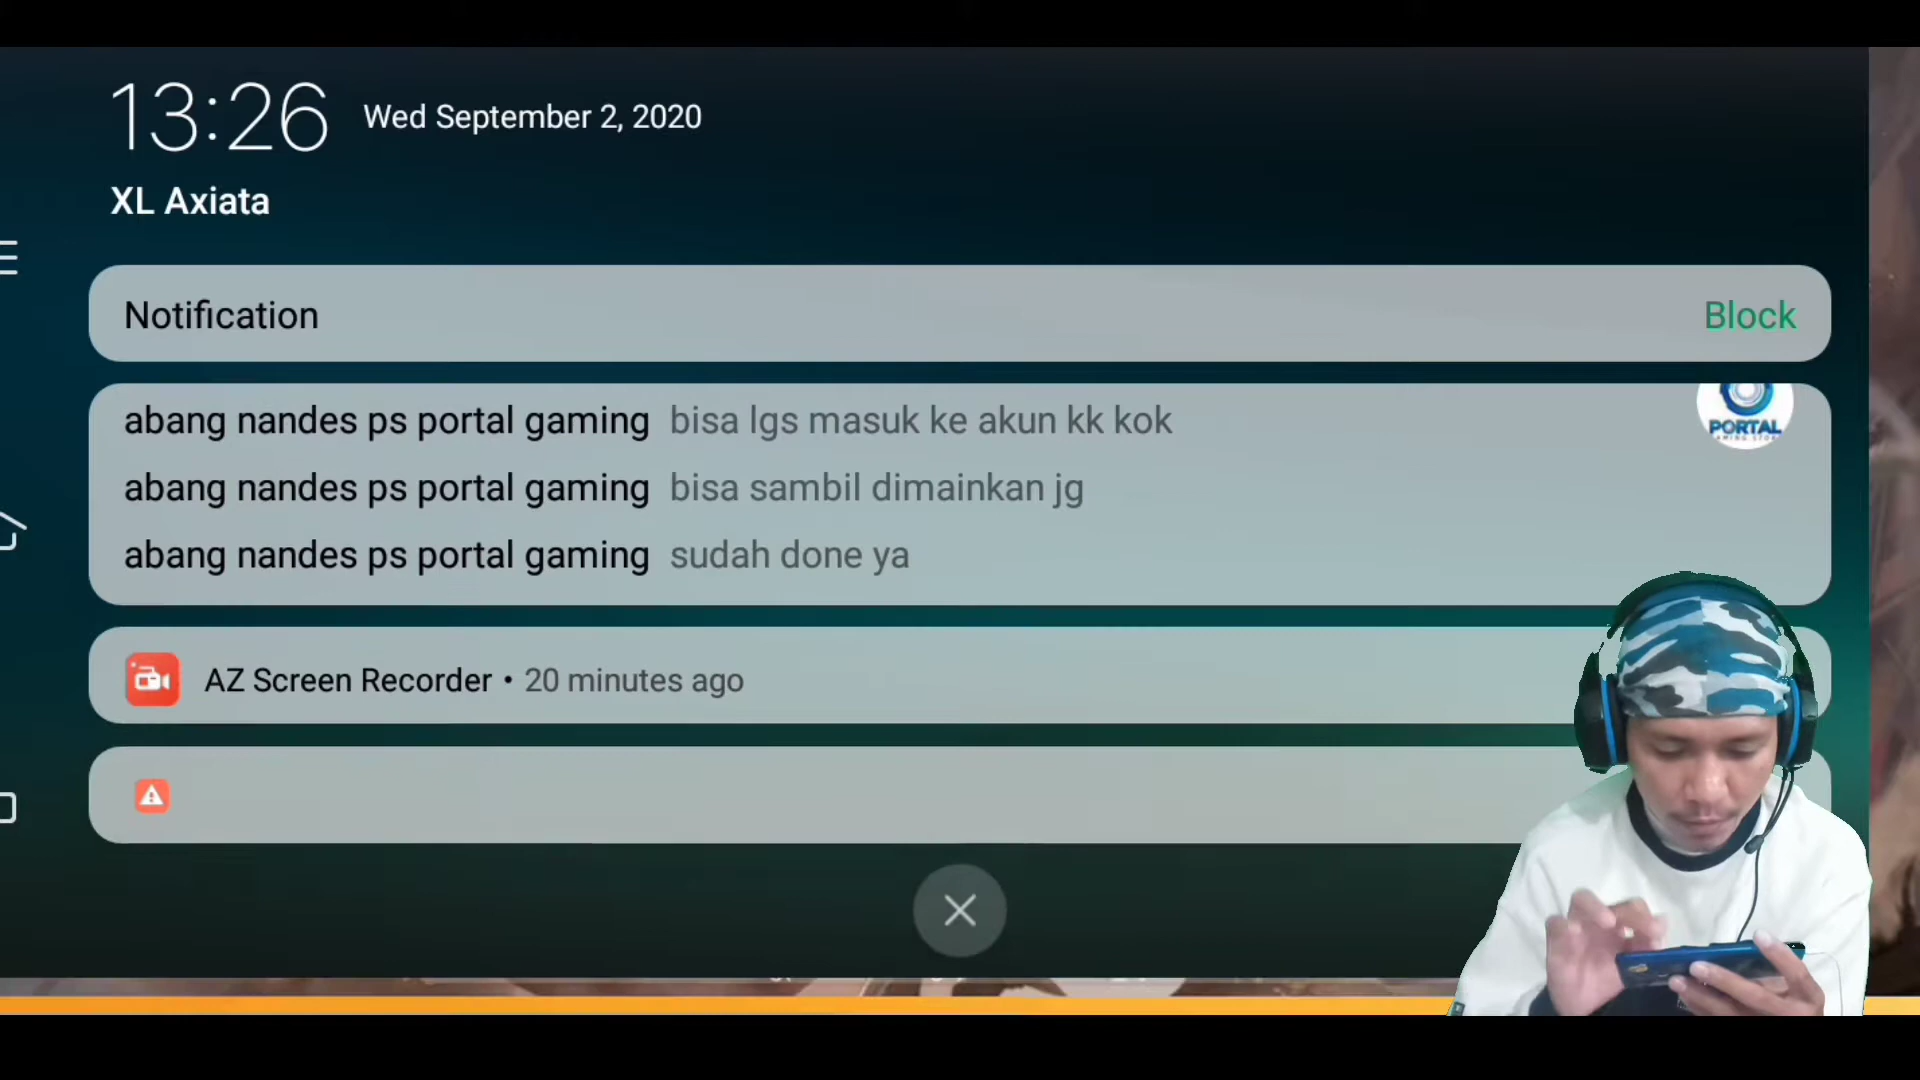 13:26 Wed September 2, 2020
XL Axiata
Notification Block
abang nandes ps portal gaming bisa lgs masuk ke akun kk kok
PORTAL
abang nandes ps portal gaming bisa sambil dimainkan jg
abang nandes ps portal gaming sudah done ya
AZ Screen Recorder • 20 minutes ago